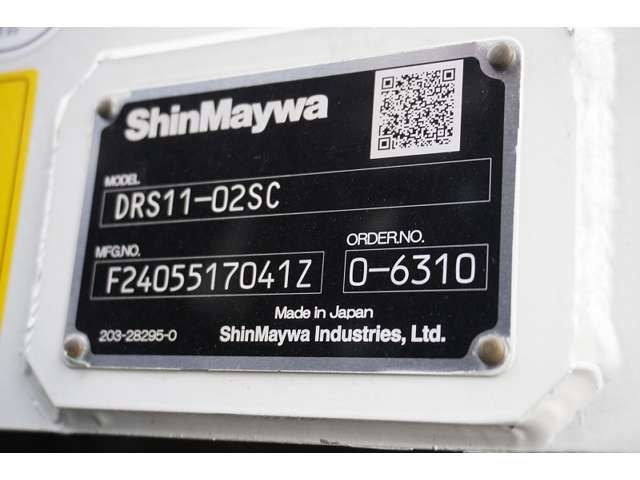 ShinMaywa
MODEL
DRS11-02SC
MFG.NO.
F2405517041Z
ORDER.NO.
0-6310
Made in Japan
203-28295-0
ShinMaywa Industries, Ltd.